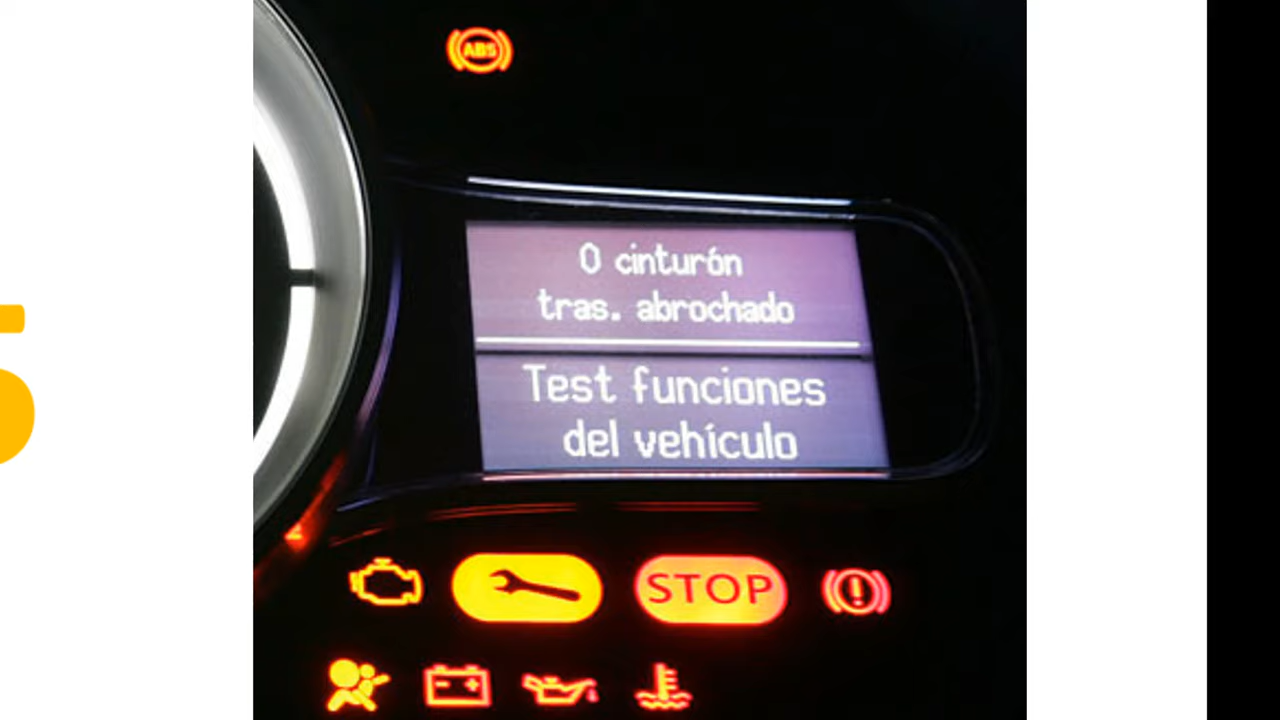 ABS
0 cinturón
tras. abrochado
Test funciones
del vehículo
STOP